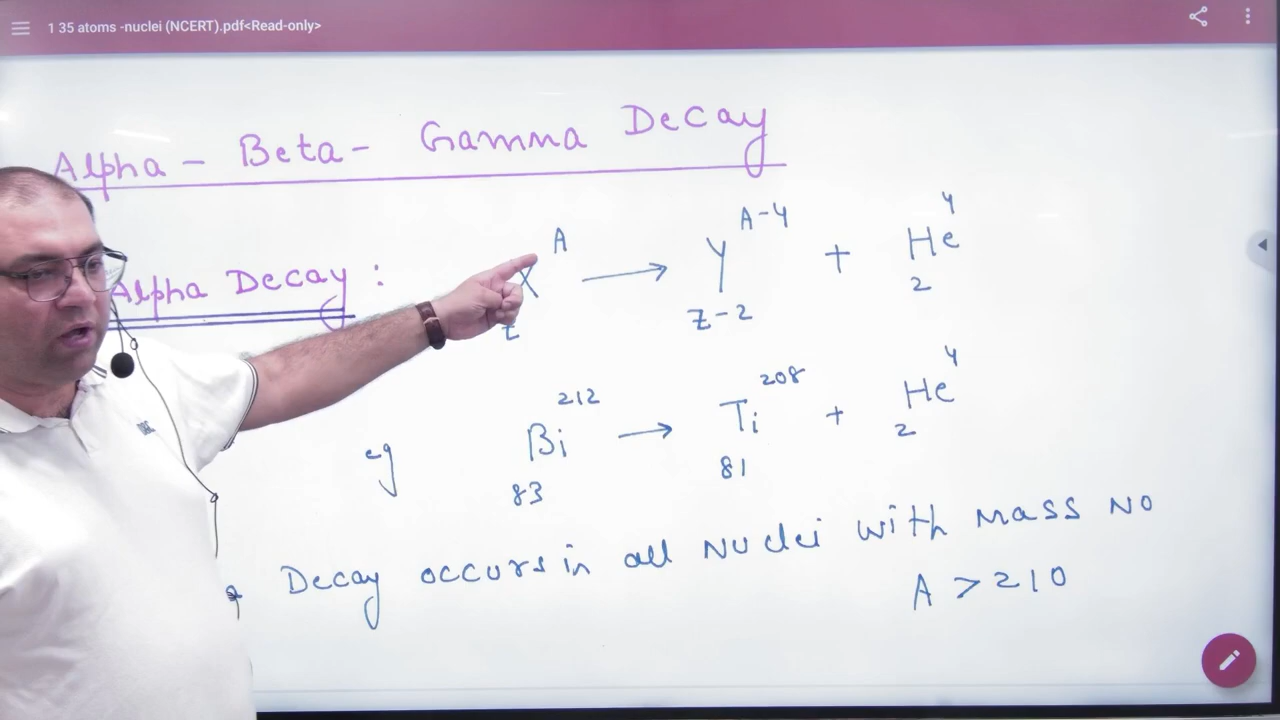 1 35 atoms -nuclei (NCERT).pdf<Read-only>
Alpha - Beta - Gamma Decay
Alpha Decay : X A Z → Y A-4 Z-2 + He 4 2
eg Bi 212 83 → Ti 208 81 + He 4 2
Decay occurs in all Nuclei with Mass No
A > 210